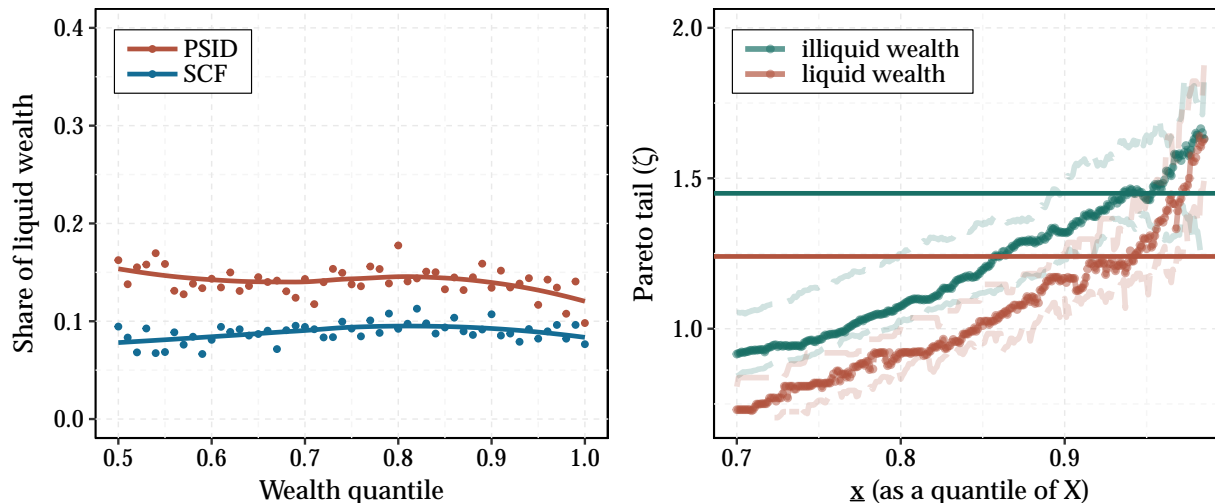 0.4
0.3
0.2
0.1
0.0
Share of liquid wealth
PSID
SCF
0.5 0.6 0.7 0.8 0.9 1.0
Wealth quantile
2.0
1.5
1.0
Pareto tail (ζ)
illiquid wealth
liquid wealth
0.7 0.8 0.9
x (as a quantile of X)